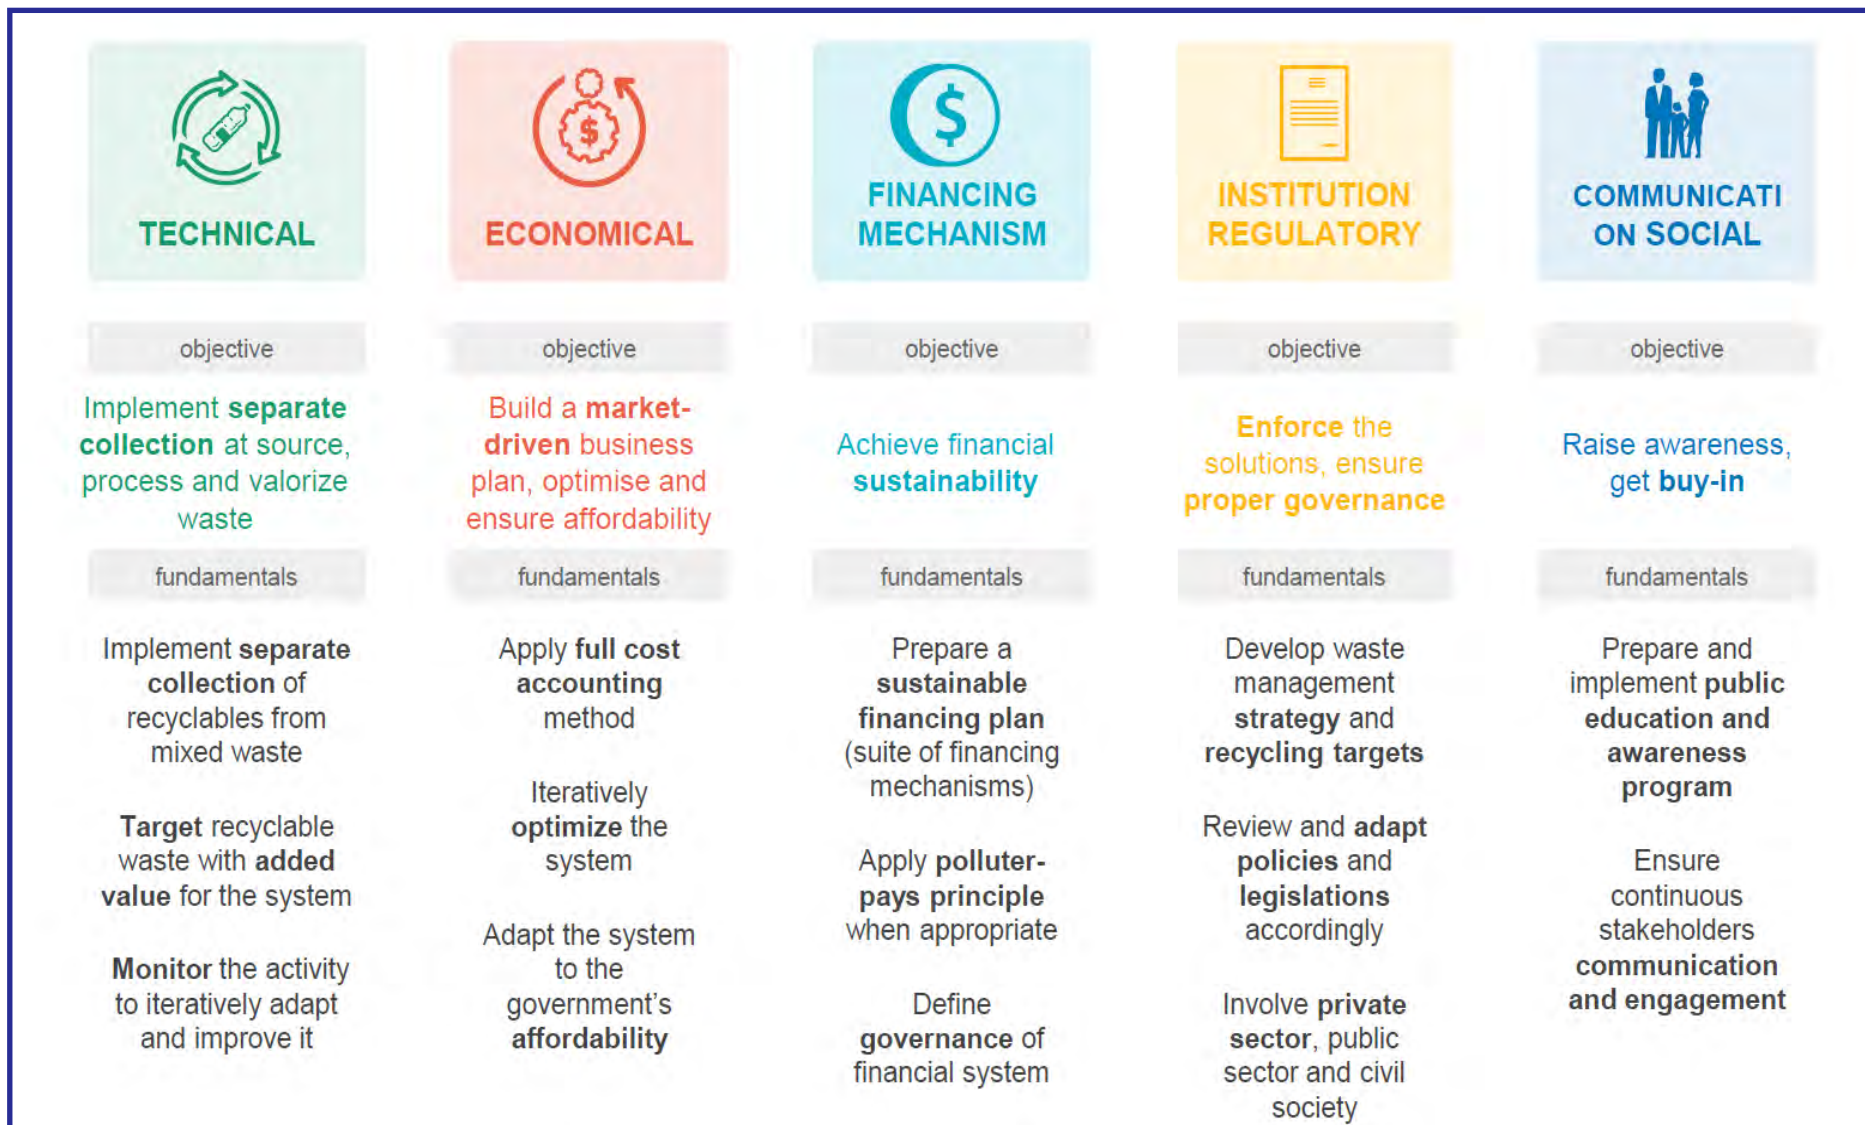 TECHNICAL
objective
Implement separate
collection at source,
process and valorize
waste
fundamentals
Implement separate
collection of
recyclables from
mixed waste
Target recyclable
waste with added
value for the system
Monitor the activity
to iteratively adapt
and improve it
$
ECONOMICAL
objective
Build a market-
driven business
plan, optimise and
ensure affordability
fundamentals
Apply full cost
accounting
method
Iteratively
optimize the
system
Adapt the system
to the
government's
affordability
$
FINANCING
MECHANISM
objective
Achieve financial
sustainability
fundamentals
Prepare a
sustainable
financing plan
(suite of financing
mechanisms)
Apply polluter-
pays principle
when appropriate
Define
governance of
financial system
INSTITUTION
REGULATORY
objective
Enforce the
solutions, ensure
proper governance
fundamentals
Develop waste
management
strategy and
recycling targets
Review and adapt
policies and
legislations
accordingly
Involve private
sector, public
sector and civil
society
COMMUNICATI
ON SOCIAL
objective
Raise awareness,
get buy-in
fundamentals
Prepare and
implement public
education and
awareness
program
Ensure
continuous
stakeholders
communication
and engagement